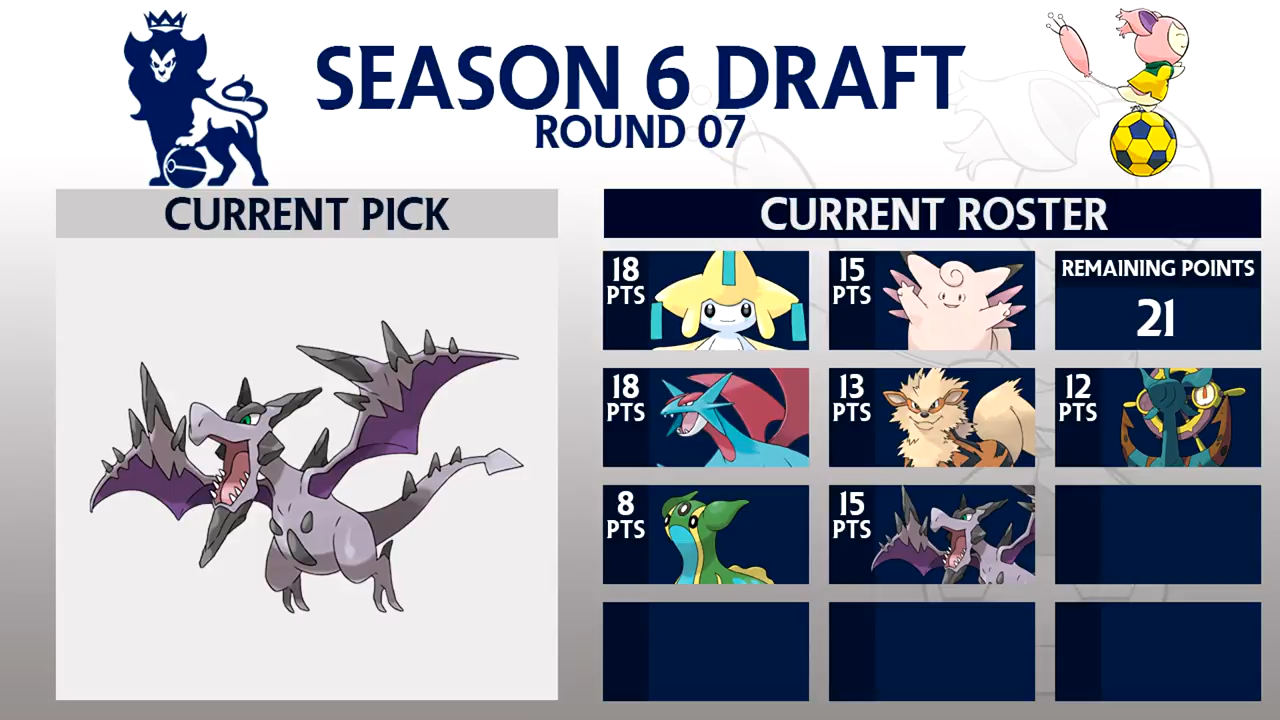 SEASON 6 DRAFT
ROUND 07
CURRENT PICK
CURRENT ROSTER
18
PTS
15
PTS
REMAINING POINTS
21
18
PTS
13
PTS
12
PTS
8
PTS
15
PTS